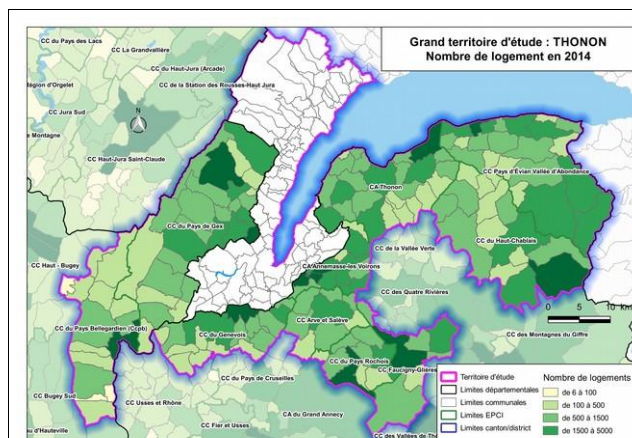 Grand territoire d'étude : THONON
Nombre de logement en 2014
CC du Pays des Lacs
CC La Grandvallière
CC du Haut-Jura (Arcade)
CC de la Station des Rousses-Haut Jura
Région d'Orgelet
CC Jura Sud
e Montagne
N
CC Haut-Jura Saint-Claude
CC Pays d'Évian Vallée d'Abondance
CA Thonon
CC du Pays de Gex
CC du Haut-Chablais
CC de la Vallée Verte
CC Haut - Bugey
CA Annemasse-les Voirons
CC des Quatre Rivières
0 5 10 km
CC Arve et Salève
CC du Pays Bellegardien (Ccpb)
CC du Genevois
CC des Montagnes du Giffre
CC du Pays Rochois
CC Faucigny-Glières
CC du Pays de Cruseilles
CC Bugey Sud
CC Usses et Rhône
CA du Grand Annecy
d'Hauteville
CC Fier et Usses
CC des Vallées de Th
Territoire d'étude
Limites départementales
Limites communales
Limites EPCI
Limites canton/district
Nombre de logements
de 6 à 100
de 100 à 500
de 500 à 1500
de 1500 à 5000